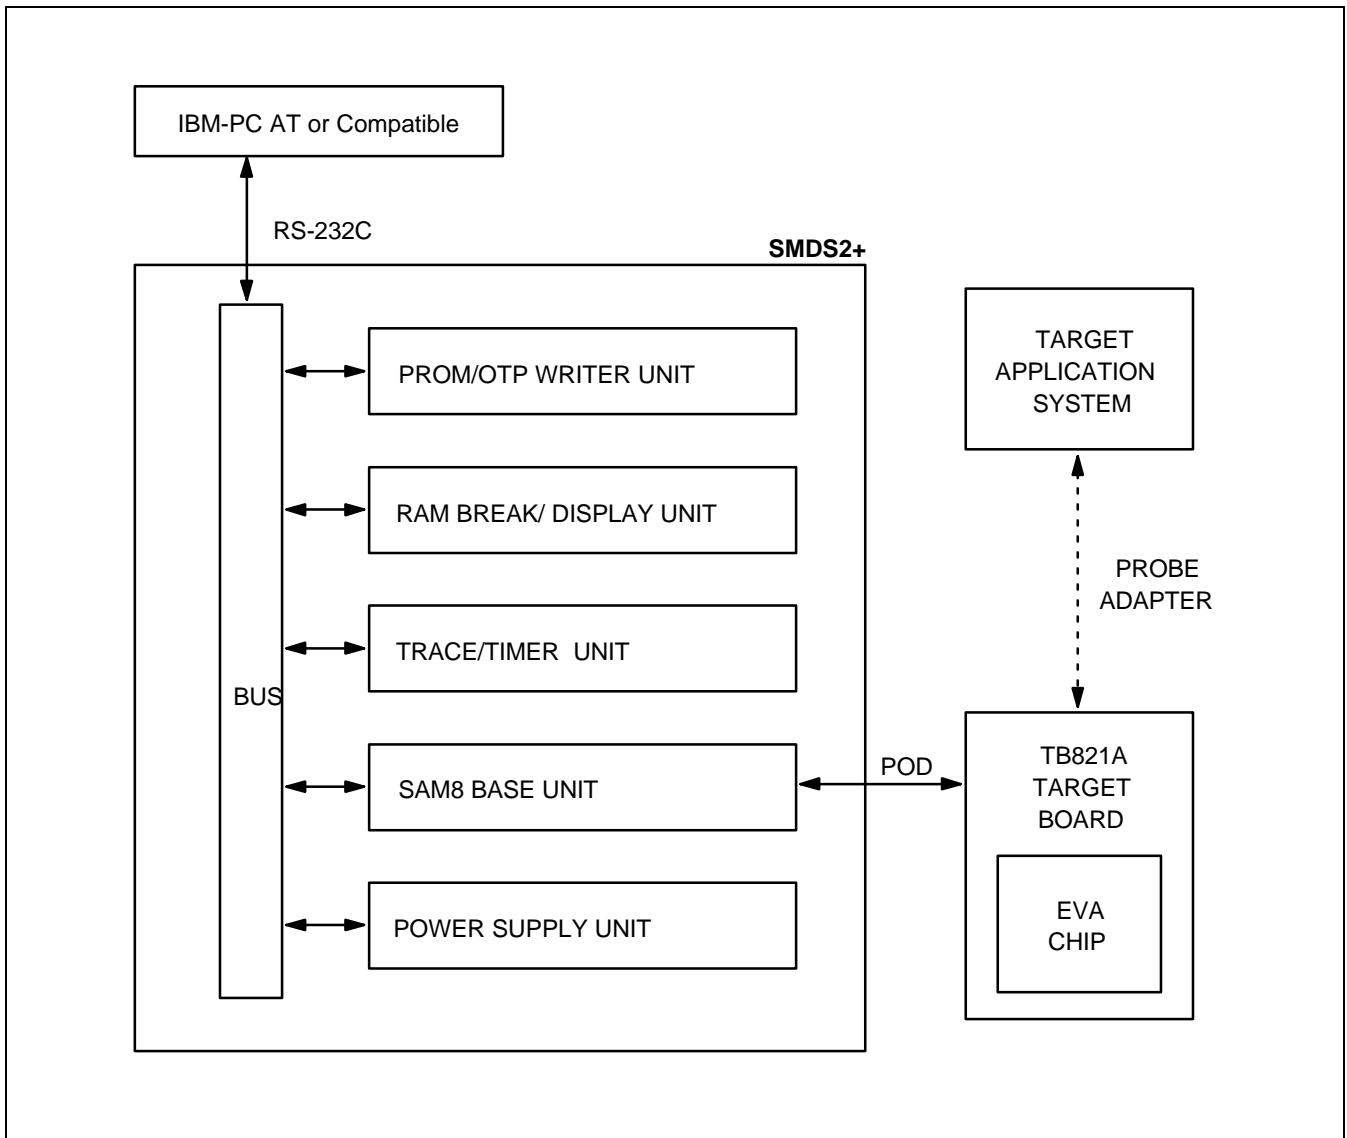 IBM-PC AT or Compatible
RS-232C
SMDS2+
PROM/OTP WRITER UNIT
RAM BREAK/ DISPLAY UNIT
TRACE/TIMER  UNIT
BUS
SAM8 BASE UNIT
POWER SUPPLY UNIT
POD
TARGET
APPLICATION
SYSTEM
PROBE
ADAPTER
TB821A
TARGET
BOARD
EVA
CHIP